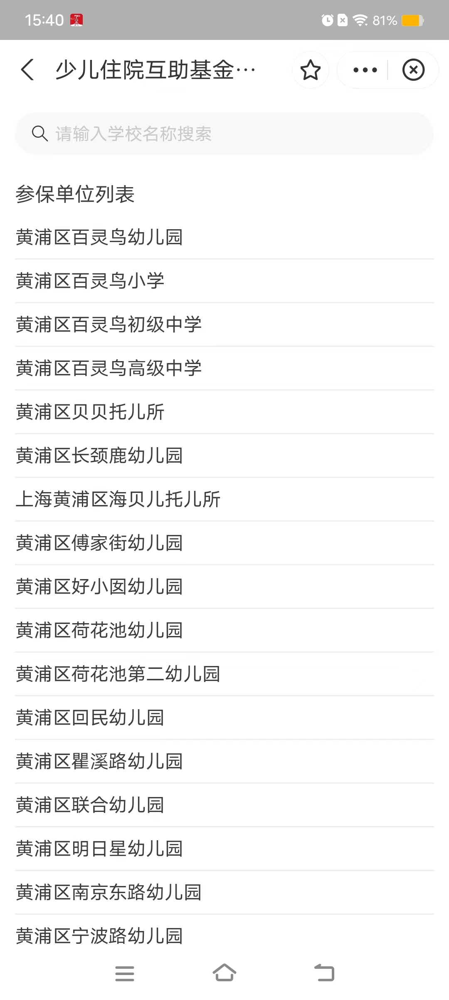 15:40
81%
少儿住院互助基金…
请输入学校名称搜索
参保单位列表
黄浦区百灵鸟幼儿园
黄浦区百灵鸟小学
黄浦区百灵鸟初级中学
黄浦区百灵鸟高级中学
黄浦区贝贝托儿所
黄浦区长颈鹿幼儿园
上海黄浦区海贝儿托儿所
黄浦区傅家街幼儿园
黄浦区好小囡幼儿园
黄浦区荷花池幼儿园
黄浦区荷花池第二幼儿园
黄浦区回民幼儿园
黄浦区瞿溪路幼儿园
黄浦区联合幼儿园
黄浦区明日星幼儿园
黄浦区南京东路幼儿园
黄浦区宁波路幼儿园